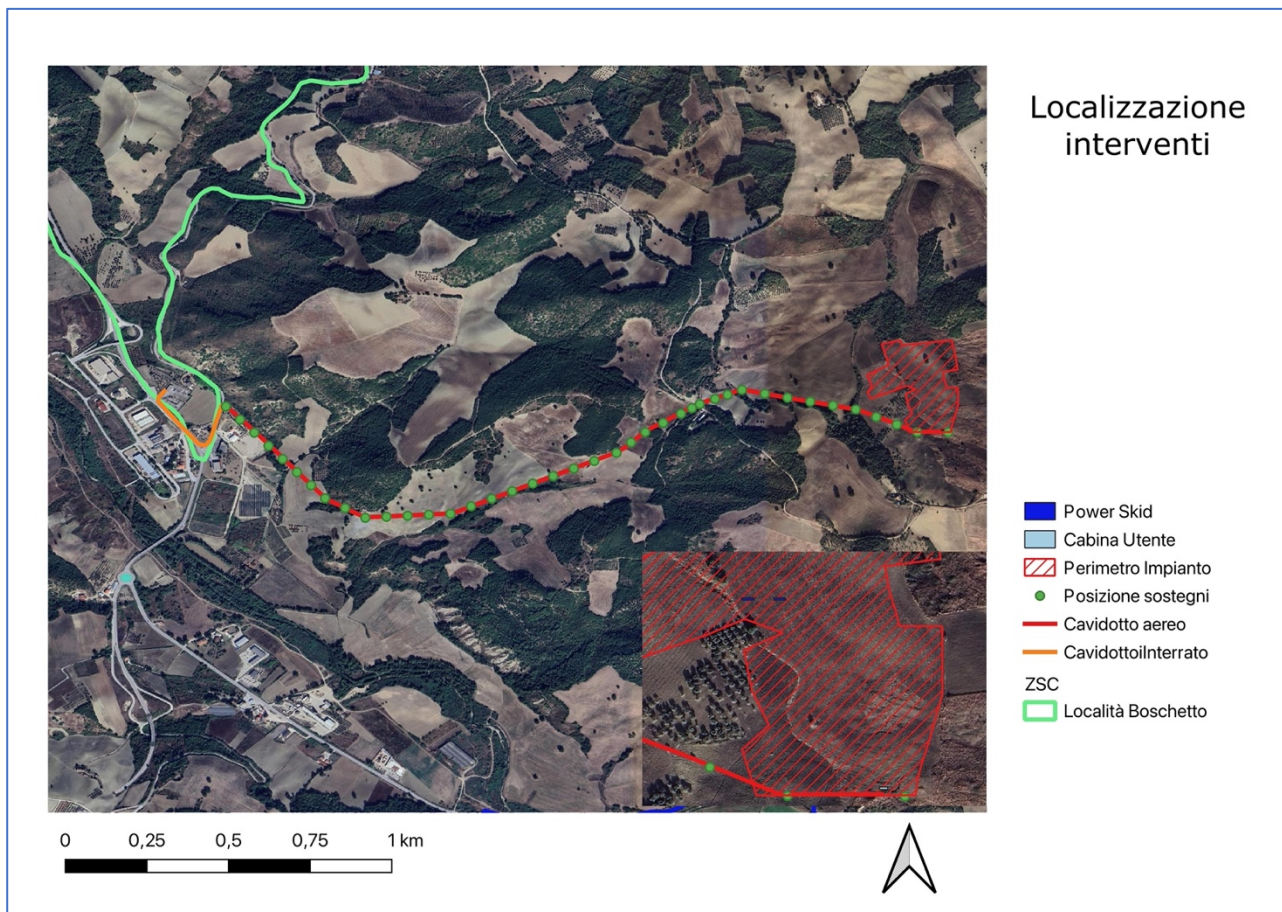 Localizzazione
interventi
Power Skid
Cabina Utente
Perimetro Impianto
Posizione sostegni
Cavidotto aereo
CavidottoiInterrato
ZSC
Località Boschetto
0 0,25 0,5 0,75 1 km